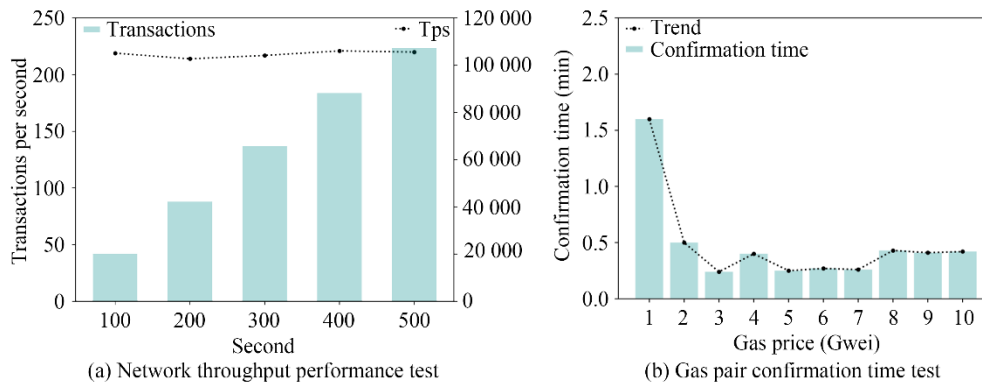 250
200
150
100
50
0
Transactions per second
Transactions
Tps
120 000
100 000
80 000
60 000
40 000
20 000
0
100 200 300 400 500
Second
(a) Network throughput performance test
2.5
2.0
1.5
1.0
0.5
0.0
Confirmation time (min)
Trend
Confirmation time
1 2 3 4 5 6 7 8 9 10
Gas price (Gwei)
(b) Gas pair confirmation time test